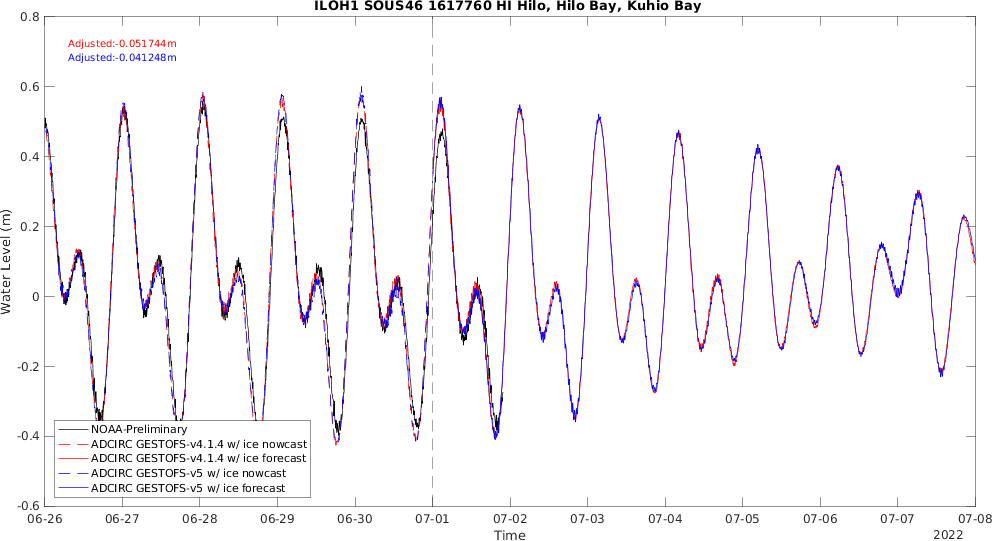 ILOH1 SOUS46 1617760 HI Hilo, Hilo Bay, Kuhio Bay
Adjusted:-0.051744m
Adjusted:-0.041248m
Water Level (m)
0.8
0.6
0.4
0.2
0
-0.2
-0.4
-0.6
NOAA-Preliminary
ADCIRC GESTOFS-v4.1.4 w/ ice nowcast
ADCIRC GESTOFS-v4.1.4 w/ ice forecast
ADCIRC GESTOFS-v5 w/ ice nowcast
ADCIRC GESTOFS-v5 w/ ice forecast
06-26 06-27 06-28 06-29 06-30 07-01 07-02 07-03 07-04 07-05 07-06 07-07 07-08
Time
2022